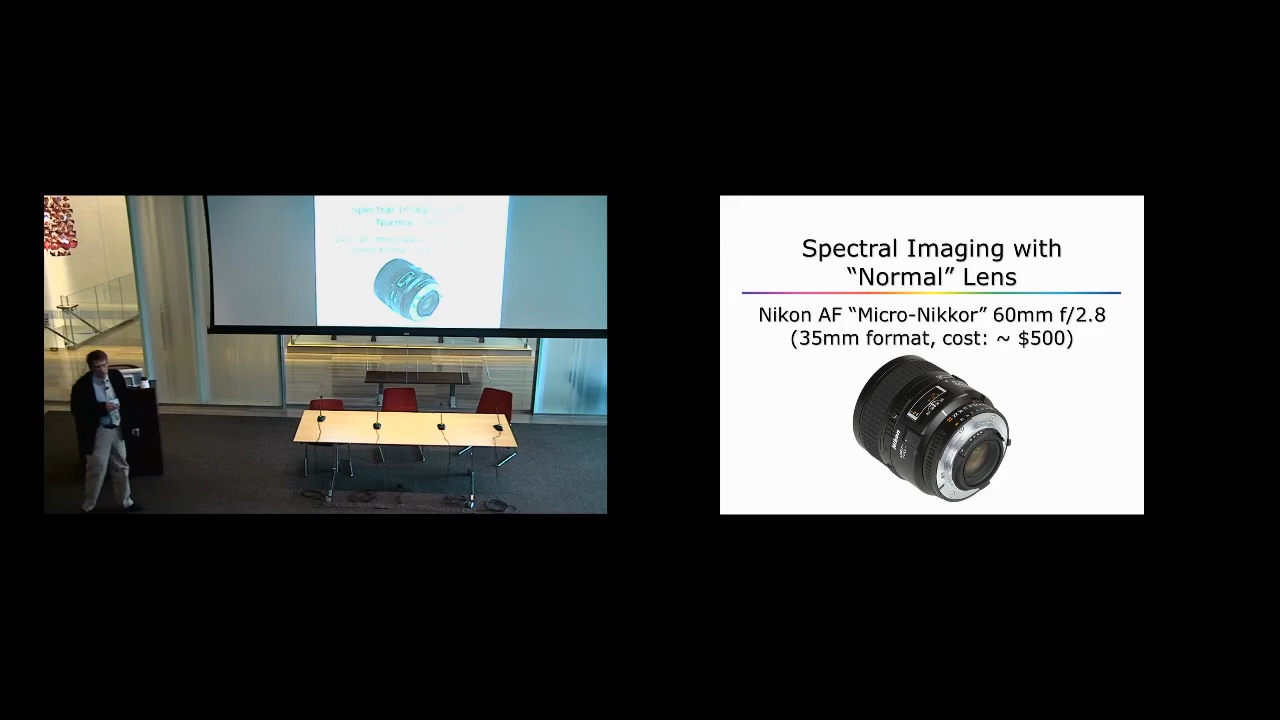 Spectral Imaging with
“Normal” Lens
Nikon AF “Micro-Nikkor” 60mm f/2.8
(35mm format, cost: ~ $500)